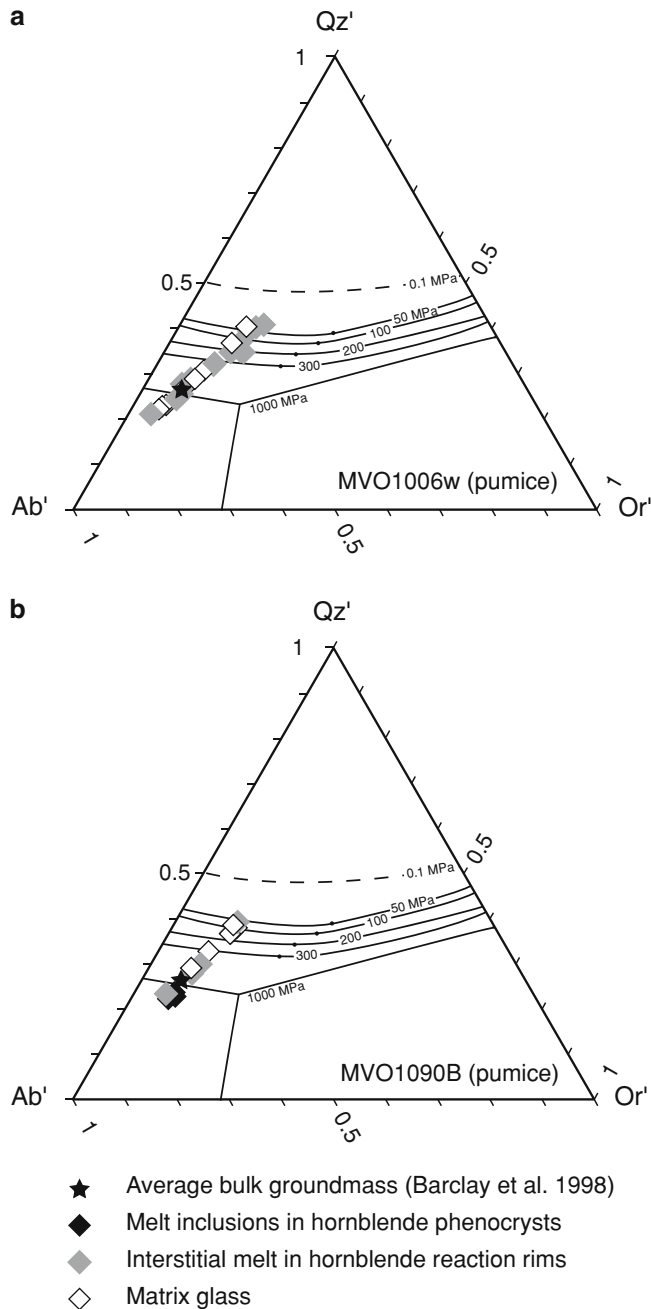 a
Qz'
1
0.5
0.5
0.1 MPa
50 MPa
100
200
300
1000 MPa
MVO1006w (pumice)
Ab'
1
0.5
1
Or'
b
Qz'
1
0.5
0.5
0.1 MPa
50 MPa
100
200
300
1000 MPa
MVO1090B (pumice)
Ab'
1
0.5
1
Or'
Average bulk groundmass (Barclay et al. 1998)
Melt inclusions in hornblende phenocrysts
Interstitial melt in hornblende reaction rims
Matrix glass